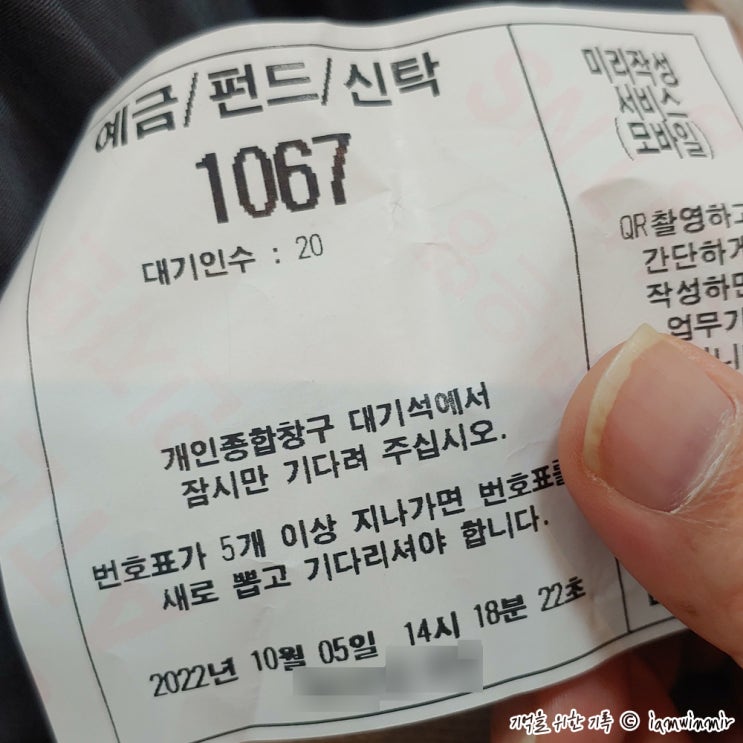 예금/펀드/신탁
1067
대기인수 : 20
개인종합창구 대기석에서
잠시만 기다려 주십시오.
번호표가 5개 이상 지나가면 번호표를
새로 뽑고 기다리셔야 합니다.
2022년 10월 05일 14시 18분 22초
미리작성
서비스
(모바일)
QR촬영하고
간단하게
작성하면
업무기
기억을 위한 기록 © iamwinmir